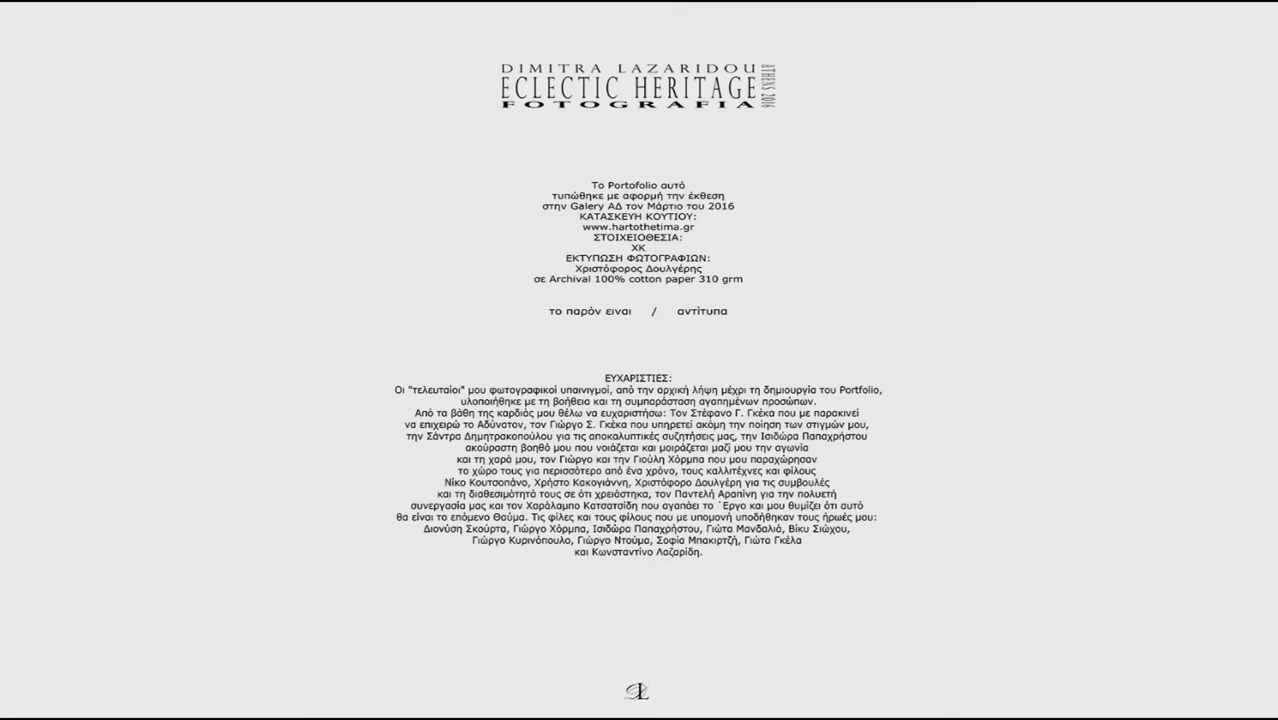 DIMITRA LAZARIDOU
ECLECTIC HERITAGE
FOTOGRAFIA
ATHENS 2016
Το Portofolio αυτό
τυπώθηκε με αφορμή την έκθεση
στην Galery ΑΔ τον Μάρτιο του 2016
ΚΑΤΑΣΚΕΥΗ ΚΟΥΤΙΟΥ:
www.hartothetima.gr
ΣΤΟΙΧΕΙΟΘΕΣΙΑ:
ΧΚ
ΕΚΤΥΠΩΣΗ ΦΩΤΟΓΡΑΦΙΩΝ:
Χριστόφορος Δουλγέρης
σε Archival 100% cotton paper 310 grm
το παρόν ειναι / αντίτυπα
ΕΥΧΑΡΙΣΤΙΕΣ:
Οι "τελευταίοι" μου φωτογραφικοί υπαινιγμοί, από την αρχική λήψη μέχρι τη δημιουργία του Portfolio,
υλοποιήθηκε με τη βοήθεια και τη συμπαράσταση αγαπημένων προσώπων.
Από τα βάθη της καρδιάς μου θέλω να ευχαριστήσω: Τον Στέφανο Γ. Γκέκα που με παρακινεί
να επιχειρώ το Αδύνατον, τον Γιώργο Σ. Γκέκα που υπηρετεί ακόμη την ποίηση των στιγμών μου,
την Σάντρα Δημητρακοπούλου για τις αποκαλυπτικές συζητήσεις μας, την Ισιδώρα Παπαχρήστου
ακούραστη βοηθό μου που νοιάζεται και μοιράζεται μαζί μου την αγωνία
και τη χαρά μου, τον Γιώργο και την Γιούλη Χόρμπα που μου παραχώρησαν
το χώρο τους για περισσότερο από ένα χρόνο, τους καλλιτέχνες και φίλους
Νίκο Κουτσοπάνο, Χρήστο Κακογιάννη, Χριστόφορο Δουλγέρη για τις συμβουλές
και τη διαθεσιμότητά τους σε ότι χρειάστηκα, τον Παντελή Αραπίνη για την πολυετή
συνεργασία μας και τον Χαράλαμπο Κατσατσίδη που αγαπάει το ΄Εργο και μου θυμίζει ότι αυτό
θα είναι το επόμενο Θαύμα. Τις φίλες και τους φίλους που με υπομονή υποδήθηκαν τους ήρωές μου:
Διονύση Σκούρτα, Γιώργο Χόρμπα, Ισιδώρα Παπαχρήστου, Γιώτα Μανδαλιό, Βίκυ Σιώχου,
Γιώργο Κυρινόπουλο, Γιώργο Ντούμα, Σοφία Μπακιρτζή, Γιώτα Γκέλα
και Κωνσταντίνο Λαζαρίδη.